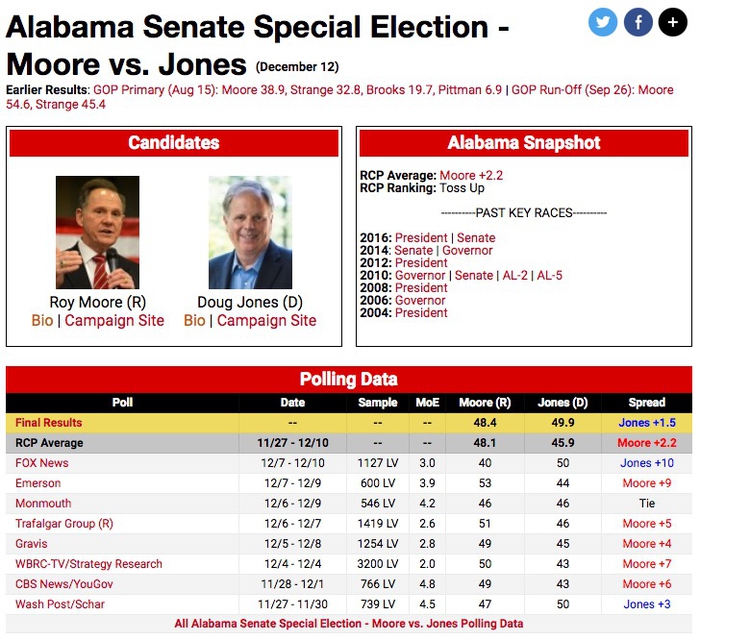 Alabama Senate Special Election -
Moore vs. Jones (December 12)
Earlier Results: GOP Primary (Aug 15): Moore 38.9, Strange 32.8, Brooks 19.7, Pittman 6.9 | GOP Run-Off (Sep 26): Moore
54.6, Strange 45.4
Candidates
Roy Moore (R)
Bio | Campaign Site
Doug Jones (D)
Bio | Campaign Site
Alabama Snapshot
RCP Average: Moore +2.2
RCP Ranking: Toss Up
----------PAST KEY RACES----------
2016: President | Senate
2014: Senate | Governor
2012: President
2010: Governor | Senate | AL-2 | AL-5
2008: President
2006: Governor
2004: President
Polling Data
Poll Date Sample MoE Moore (R) Jones (D) Spread
Final Results -- -- -- 48.4 49.9 Jones +1.5
RCP Average 11/27 - 12/10 -- -- 48.1 45.9 Moore +2.2
FOX News 12/7 - 12/10 1127 LV 3.0 40 50 Jones +10
Emerson 12/7 - 12/9 600 LV 3.9 53 44 Moore +9
Monmouth 12/6 - 12/9 546 LV 4.2 46 46 Tie
Trafalgar Group (R) 12/6 - 12/7 1419 LV 2.6 51 46 Moore +5
Gravis 12/5 - 12/8 1254 LV 2.8 49 45 Moore +4
WBRC-TV/Strategy Research 12/4 - 12/4 3200 LV 2.0 50 43 Moore +7
CBS News/YouGov 11/28 - 12/1 766 LV 4.8 49 43 Moore +6
Wash Post/Schar 11/27 - 11/30 739 LV 4.5 47 50 Jones +3
All Alabama Senate Special Election - Moore vs. Jones Polling Data